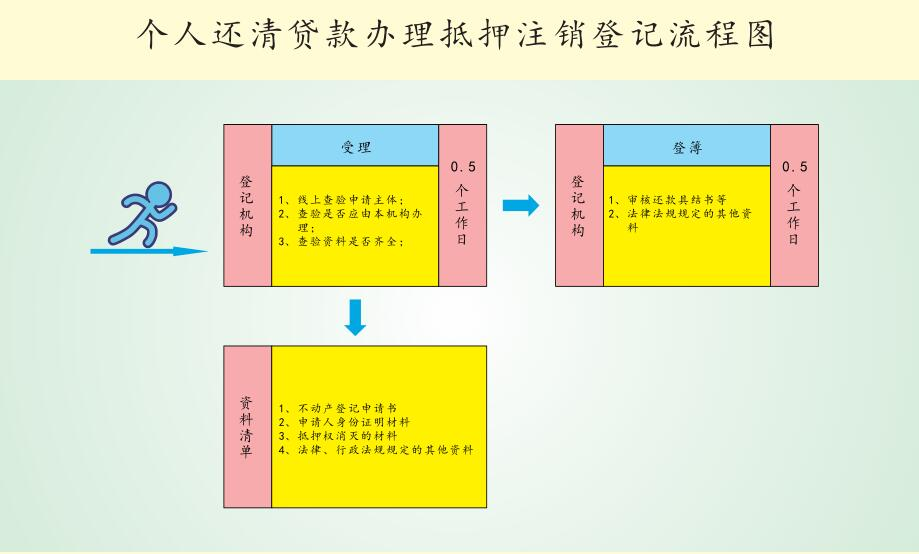 个人还清贷款办理抵押注销登记流程图
登记机构
受理
1、线上查验申请主体；
2、查验是否应由本机构办
理；
3、查验资料是否齐全；
0.5个工作日
登记机构
登簿
1、审核还款具结书等
2、法律法规规定的其他资
料
0.5个工作日
资料清单
1、不动产登记申请书
2、申请人身份证明材料
3、抵押权消灭的材料
4、法律、行政法规规定的其他资料